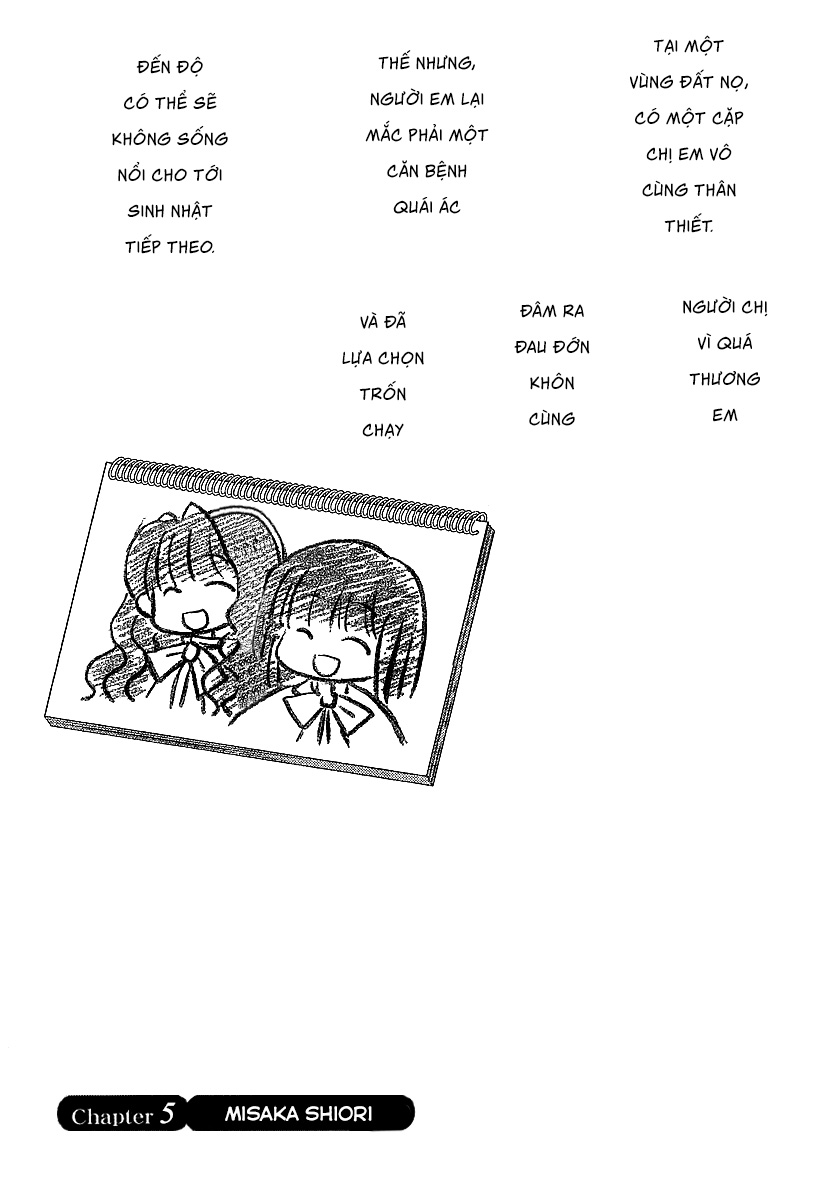 TẠI MỘT
VÙNG ĐẤT NỌ,
CÓ MỘT CẶP
CHỊ EM VÔ
CÙNG THÂN
THIẾT.
THẾ NHƯNG,
NGƯỜI EM LẠI
MẮC PHẢI MỘT
CĂN BỆNH
QUÁI ÁC
ĐẾN ĐỘ
CÓ THỂ SẼ
KHÔNG SỐNG
NỔI CHO TỚI
SINH NHẬT
TIẾP THEO.
NGƯỜI CHỊ
VÌ QUÁ
THƯƠNG
EM
ĐÂM RA
ĐAU ĐỚN
KHÔN
CÙNG
VÀ ĐÃ
LỰA CHỌN
TRỐN
CHẠY
Chapter 5 MISAKA SHIORI